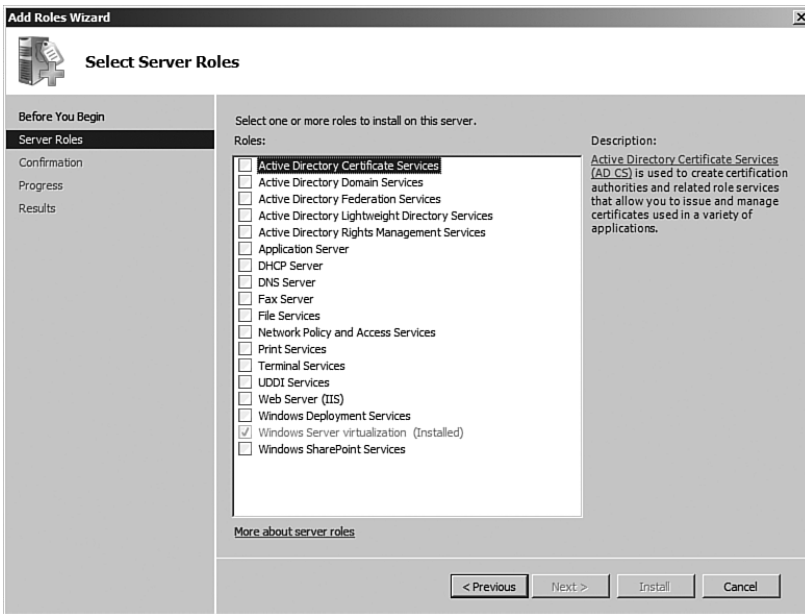 Add Roles Wizard
Select Server Roles
Before You Begin
Server Roles
Confirmation
Progress
Results
Select one or more roles to install on this server.
Roles:
Active Directory Certificate Services
Active Directory Domain Services
Active Directory Federation Services
Active Directory Lightweight Directory Services
Active Directory Rights Management Services
Application Server
DHCP Server
DNS Server
Fax Server
File Services
Network Policy and Access Services
Print Services
Terminal Services
UDDI Services
Web Server (IIS)
Windows Deployment Services
Windows Server virtualization (Installed)
Windows SharePoint Services
More about server roles
Description:
Active Directory Certificate Services
(AD CS) is used to create certification
authorities and related role services
that allow you to issue and manage
certificates used in a variety of
applications.
< Previous
Next >
Install
Cancel